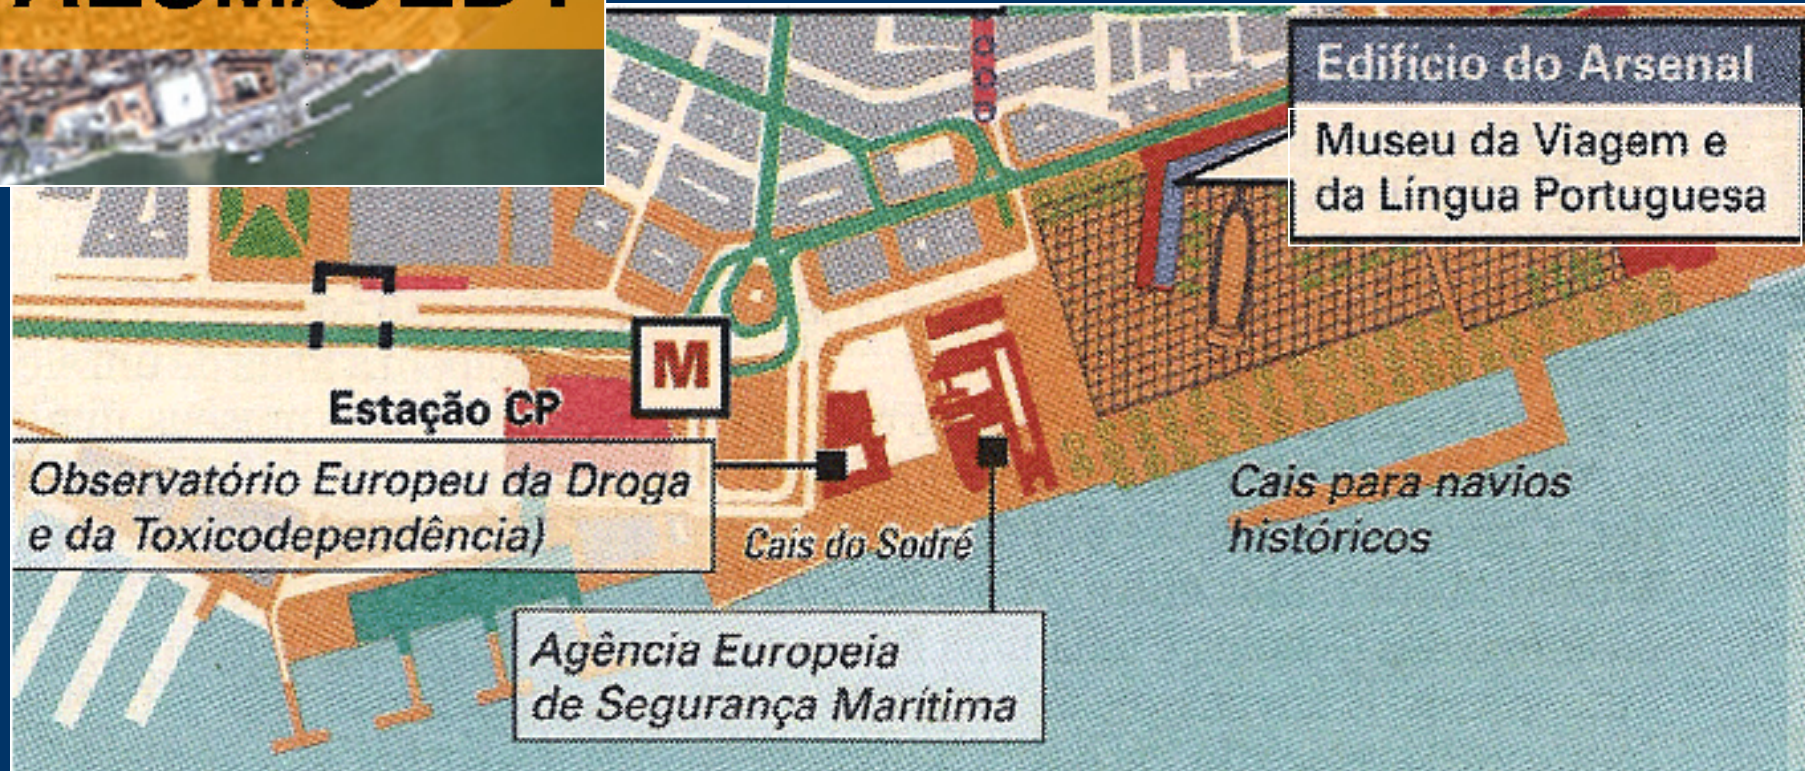 Edifício do Arsenal
Museu da Viagem e
da Língua Portuguesa
M
Estação CP
Observatório Europeu da Droga
e da Toxicodependência)
Cais do Sodré
Cais para navios
históricos
Agência Europeia
de Segurança Marítima